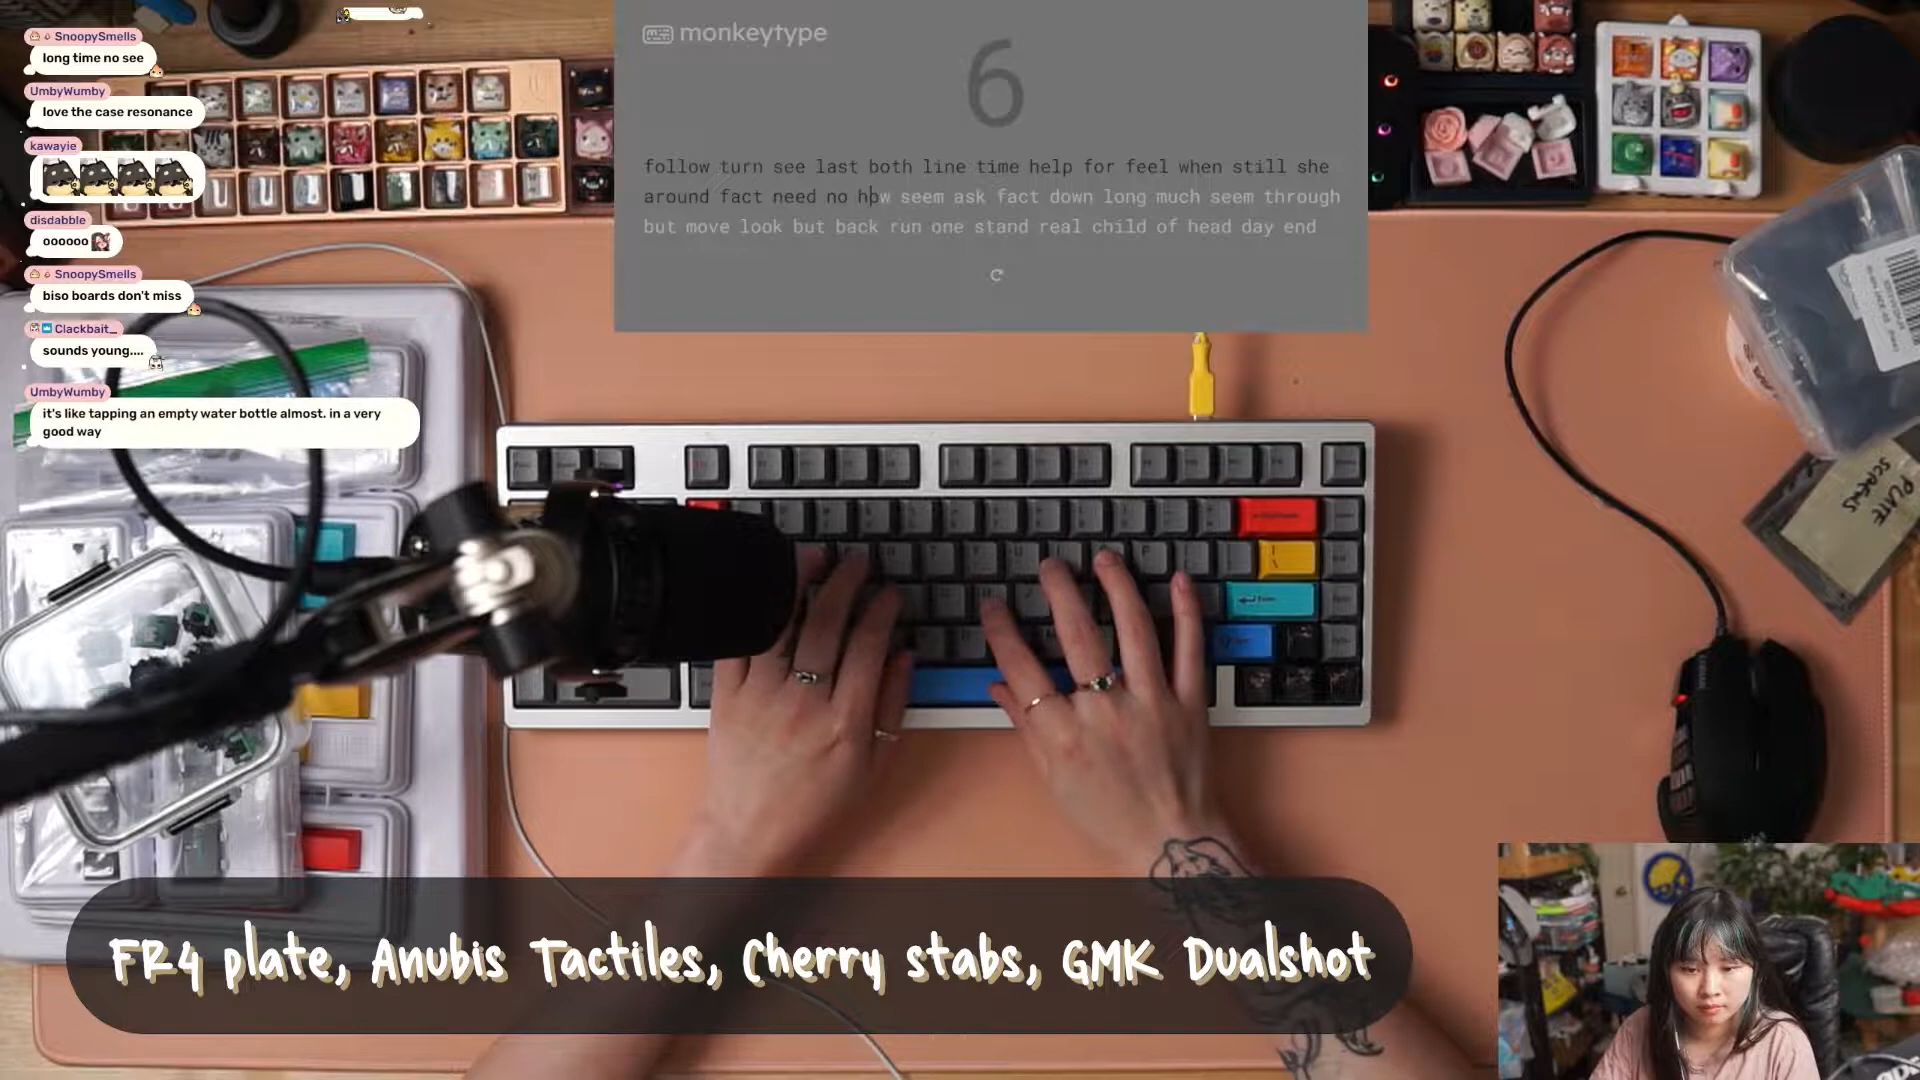 SnoopySmells
long time no see
UmbyWumby
love the case resonance
kawayie
disdabble
oooooo
SnoopySmells
biso boards don't miss
Clackbait_
sounds young....
UmbyWumby
it's like tapping an empty water bottle almost. in a very
good way
monkeytype
6
follow turn see last both line time help for feel when still she
around fact need no how seem ask fact down long much seem through
but move look but back run one stand real child of head day end
PLATE
SCREWS
FR4 plate, Anubis Tactiles, Cherry stabs, GMK Dualshot